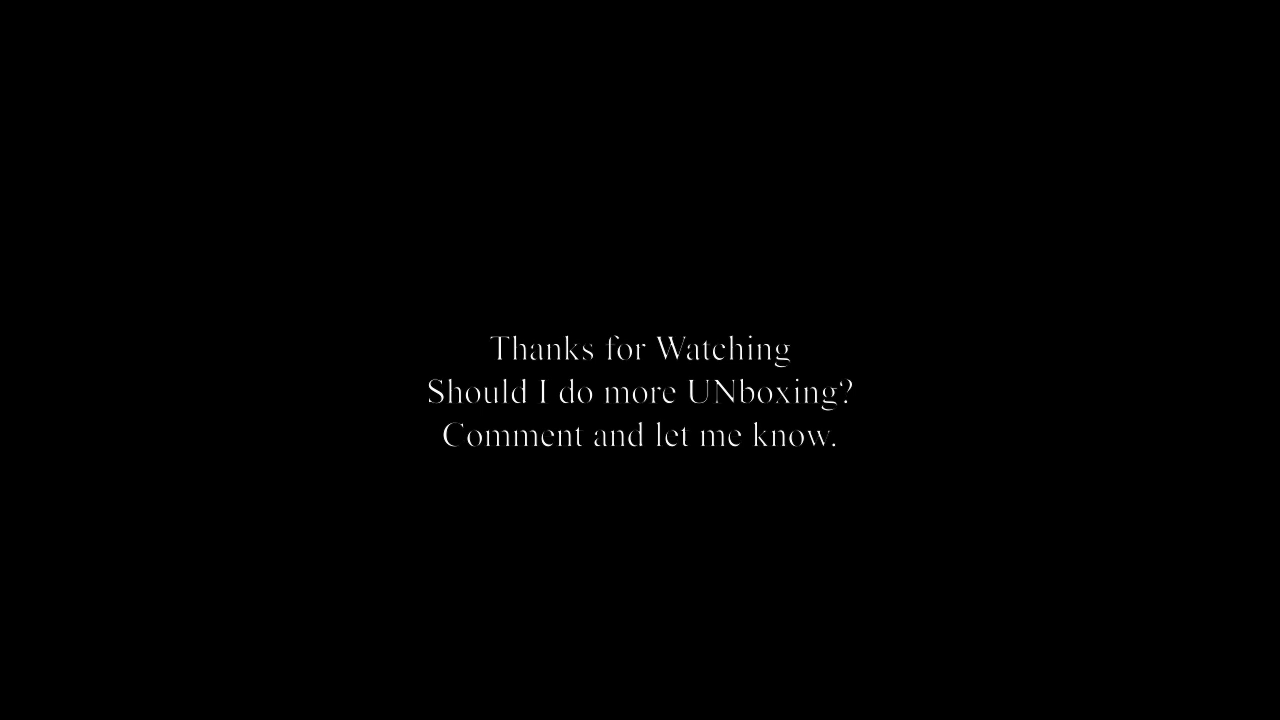 Thanks for Watching
Should I do more UNboxing?
Comment and let me know.